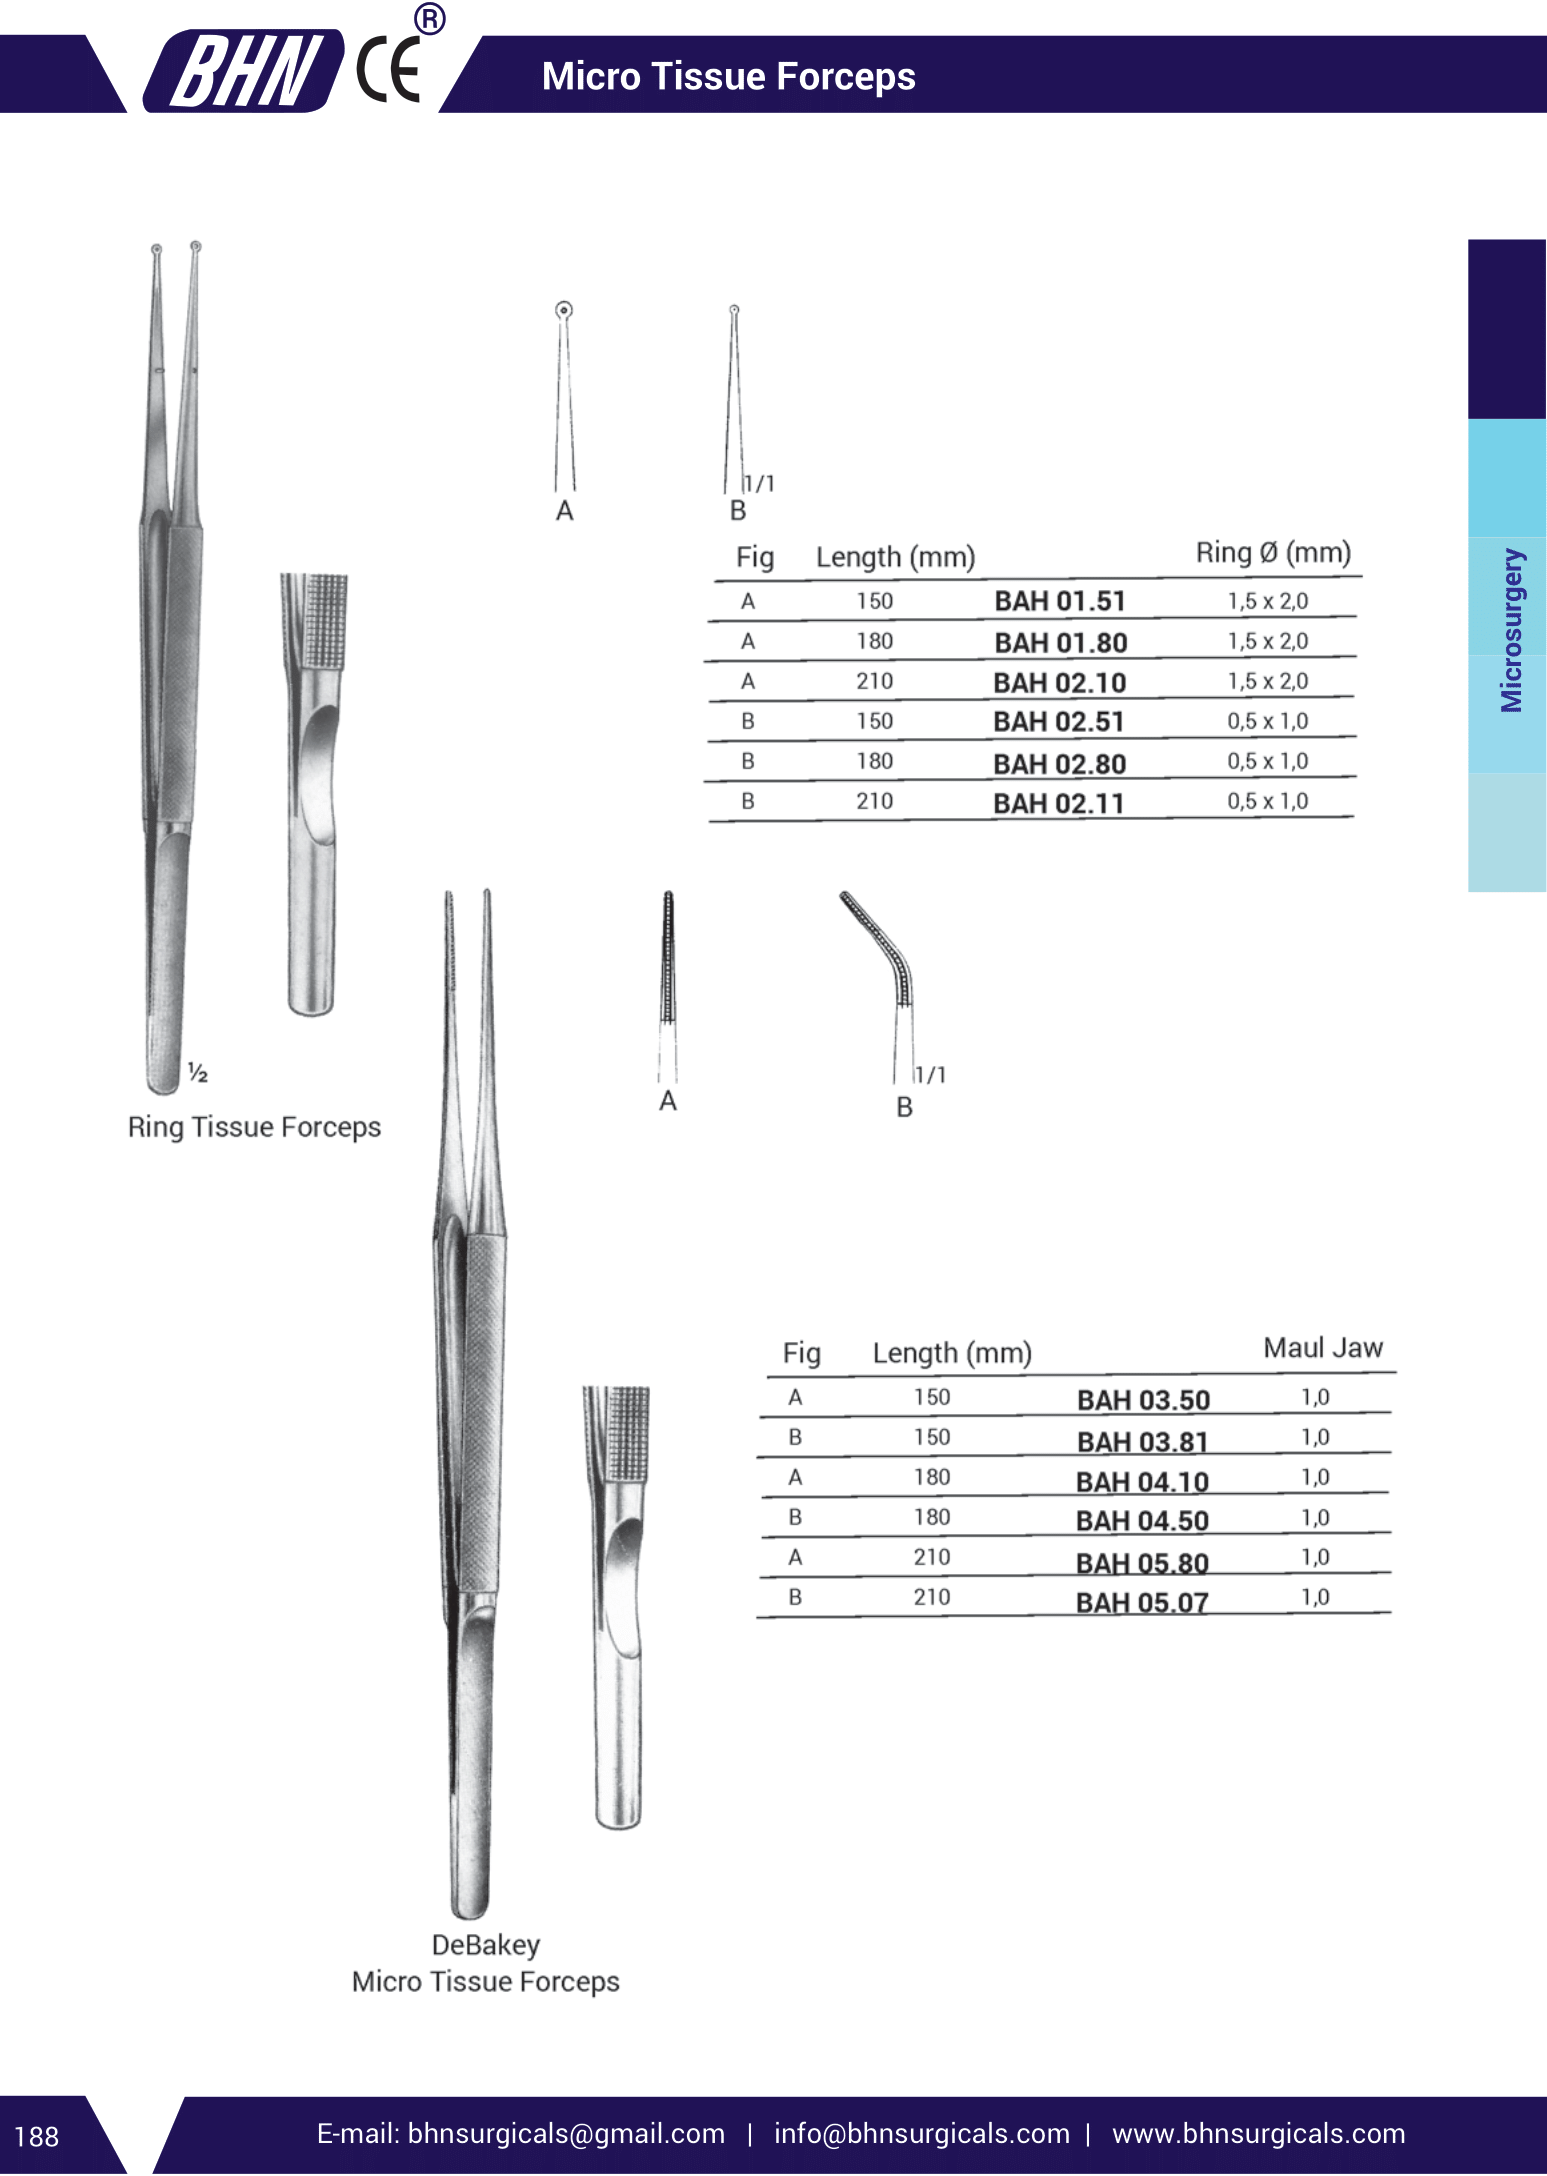 BHN CE ®
Micro Tissue Forceps
A
B
1/1
Fig Length (mm) Ring Ø (mm)
A 150 BAH 01.51 1,5 x 2,0
A 180 BAH 01.80 1,5 x 2,0
A 210 BAH 02.10 1,5 x 2,0
B 150 BAH 02.51 0,5 x 1,0
B 180 BAH 02.80 0,5 x 1,0
B 210 BAH 02.11 0,5 x 1,0
Microsurgery
½
Ring Tissue Forceps
A
B
1/1
Fig Length (mm) Maul Jaw
A 150 BAH 03.50 1,0
B 150 BAH 03.81 1,0
A 180 BAH 04.10 1,0
B 180 BAH 04.50 1,0
A 210 BAH 05.80 1,0
B 210 BAH 05.07 1,0
DeBakey
Micro Tissue Forceps
188
E-mail: bhnsurgicals@gmail.com | info@bhnsurgicals.com | www.bhnsurgicals.com